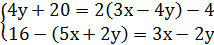 4y + 20 = 2(3x − 4y) − 4
16 − (5x + 2y) = 3x − 2y